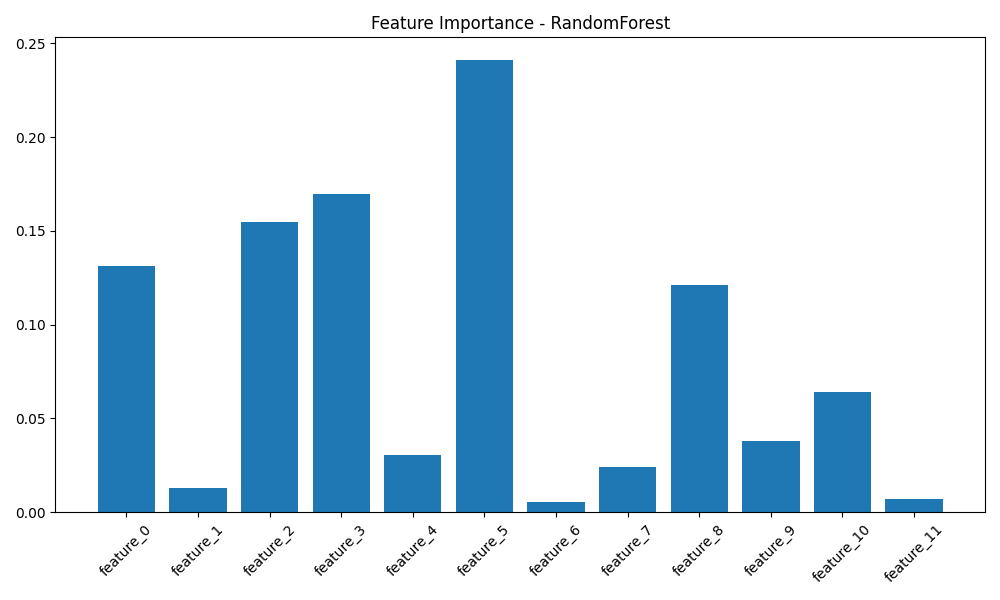 Feature Importance - RandomForest
0.25
0.20
0.15
0.10
0.05
0.00
feature_0
feature_1
feature_2
feature_3
feature_4
feature_5
feature_6
feature_7
feature_8
feature_9
feature_10
feature_11